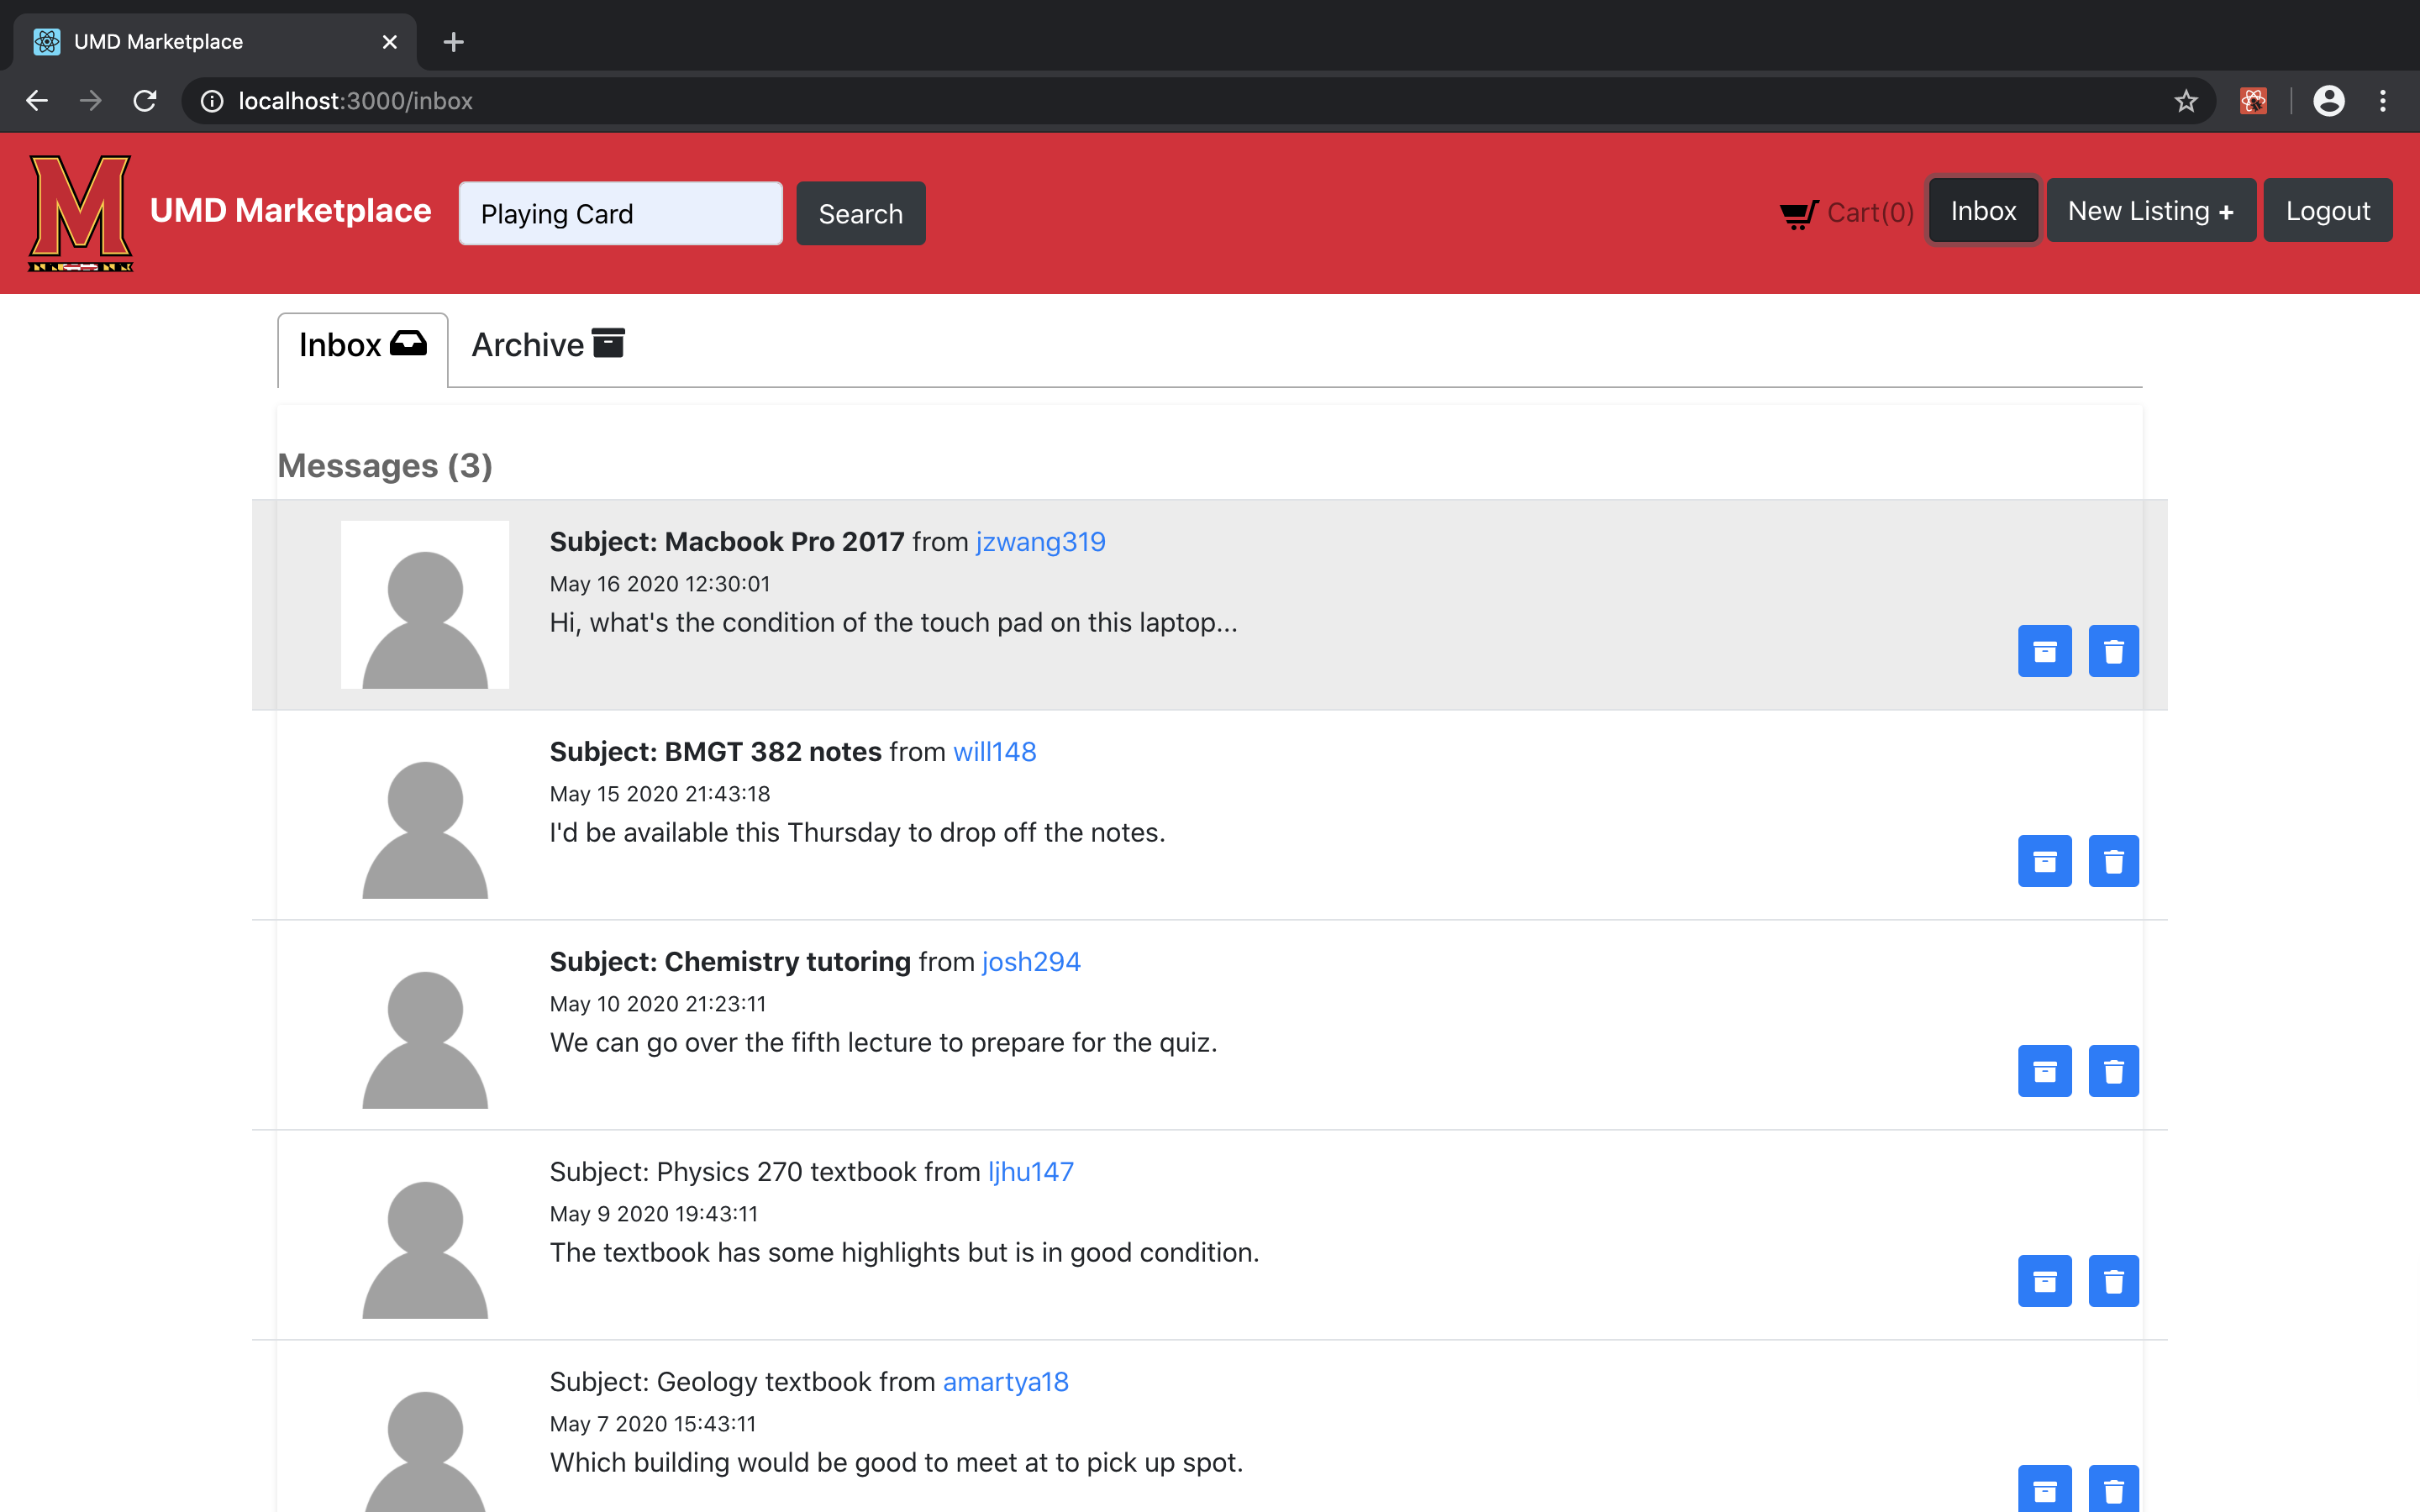 UMD Marketplace
localhost:3000/inbox
M
UMD Marketplace
Playing Card
Search
Cart(0)
Inbox
New Listing +
Logout
Inbox
Archive
Messages (3)
Subject: Macbook Pro 2017 from jzwang319
May 16 2020 12:30:01
Hi, what's the condition of the touch pad on this laptop...
Subject: BMGT 382 notes from will148
May 15 2020 21:43:18
I'd be available this Thursday to drop off the notes.
Subject: Chemistry tutoring from josh294
May 10 2020 21:23:11
We can go over the fifth lecture to prepare for the quiz.
Subject: Physics 270 textbook from ljhu147
May 9 2020 19:43:11
The textbook has some highlights but is in good condition.
Subject: Geology textbook from amartya18
May 7 2020 15:43:11
Which building would be good to meet at to pick up spot.